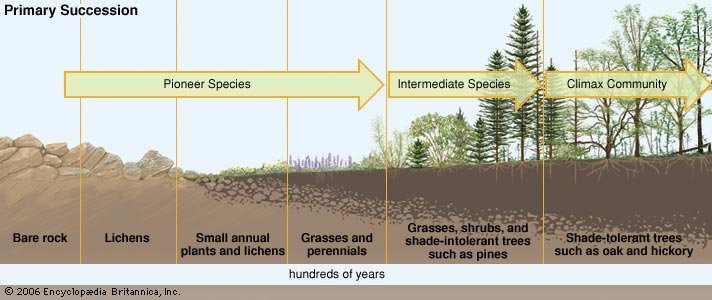 Primary Succession
Pioneer Species
Intermediate Species
Climax Community
Bare rock
Lichens
Small annual
plants and lichens
Grasses and
perennials
Grasses, shrubs, and
shade-intolerant trees
such as pines
Shade-tolerant trees
such as oak and hickory
hundreds of years
© 2006 Encyclopædia Britannica, Inc.